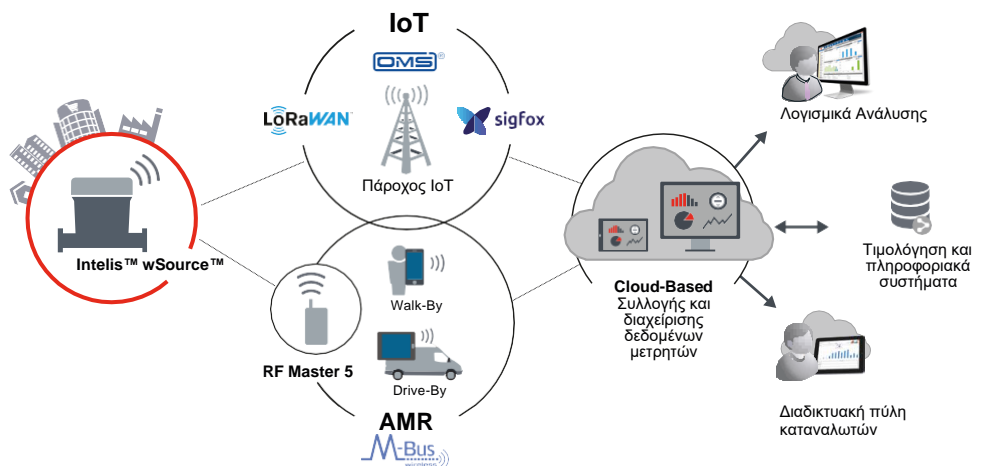 IoT
OMS®
LoRaWAN
sigfox
Πάροχος IoT
Intelis™ wSource™
RF Master 5
Walk-By
Drive-By
AMR
M-Bus
wireless
Cloud-Based
Συλλογής και
διαχείρισης
δεδομένων
μετρητών
Λογισμικά Ανάλυσης
Τιμολόγηση και
πληροφοριακά
συστήματα
Διαδικτυακή πύλη
καταναλωτών